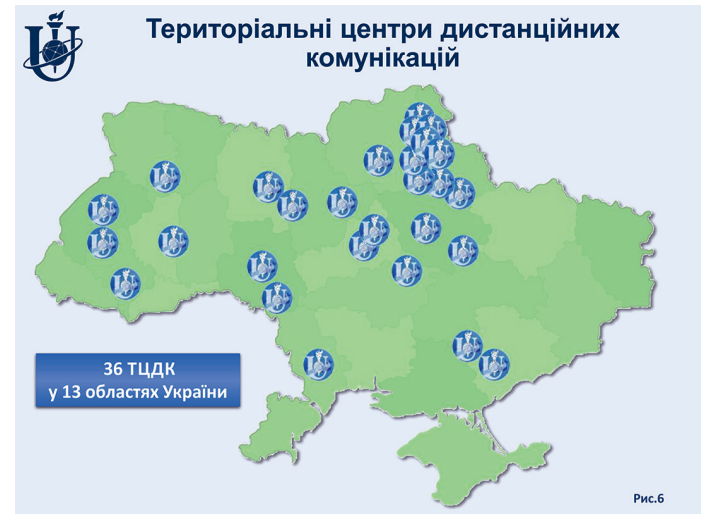 Територіальні центри дистанційних
комунікацій
36 ТЦДК
у 13 областях України
Рис.6